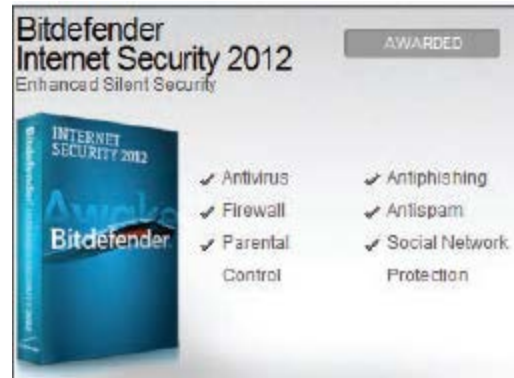 Bitdefender
Internet Security 2012
Enhanced Silent Security
AWARDED
INTERNET
SECURITY 2012
Awake
Bitdefender
Antivirus
Firewall
Parental
Control
Antiphishing
Antispam
Social Network
Protection